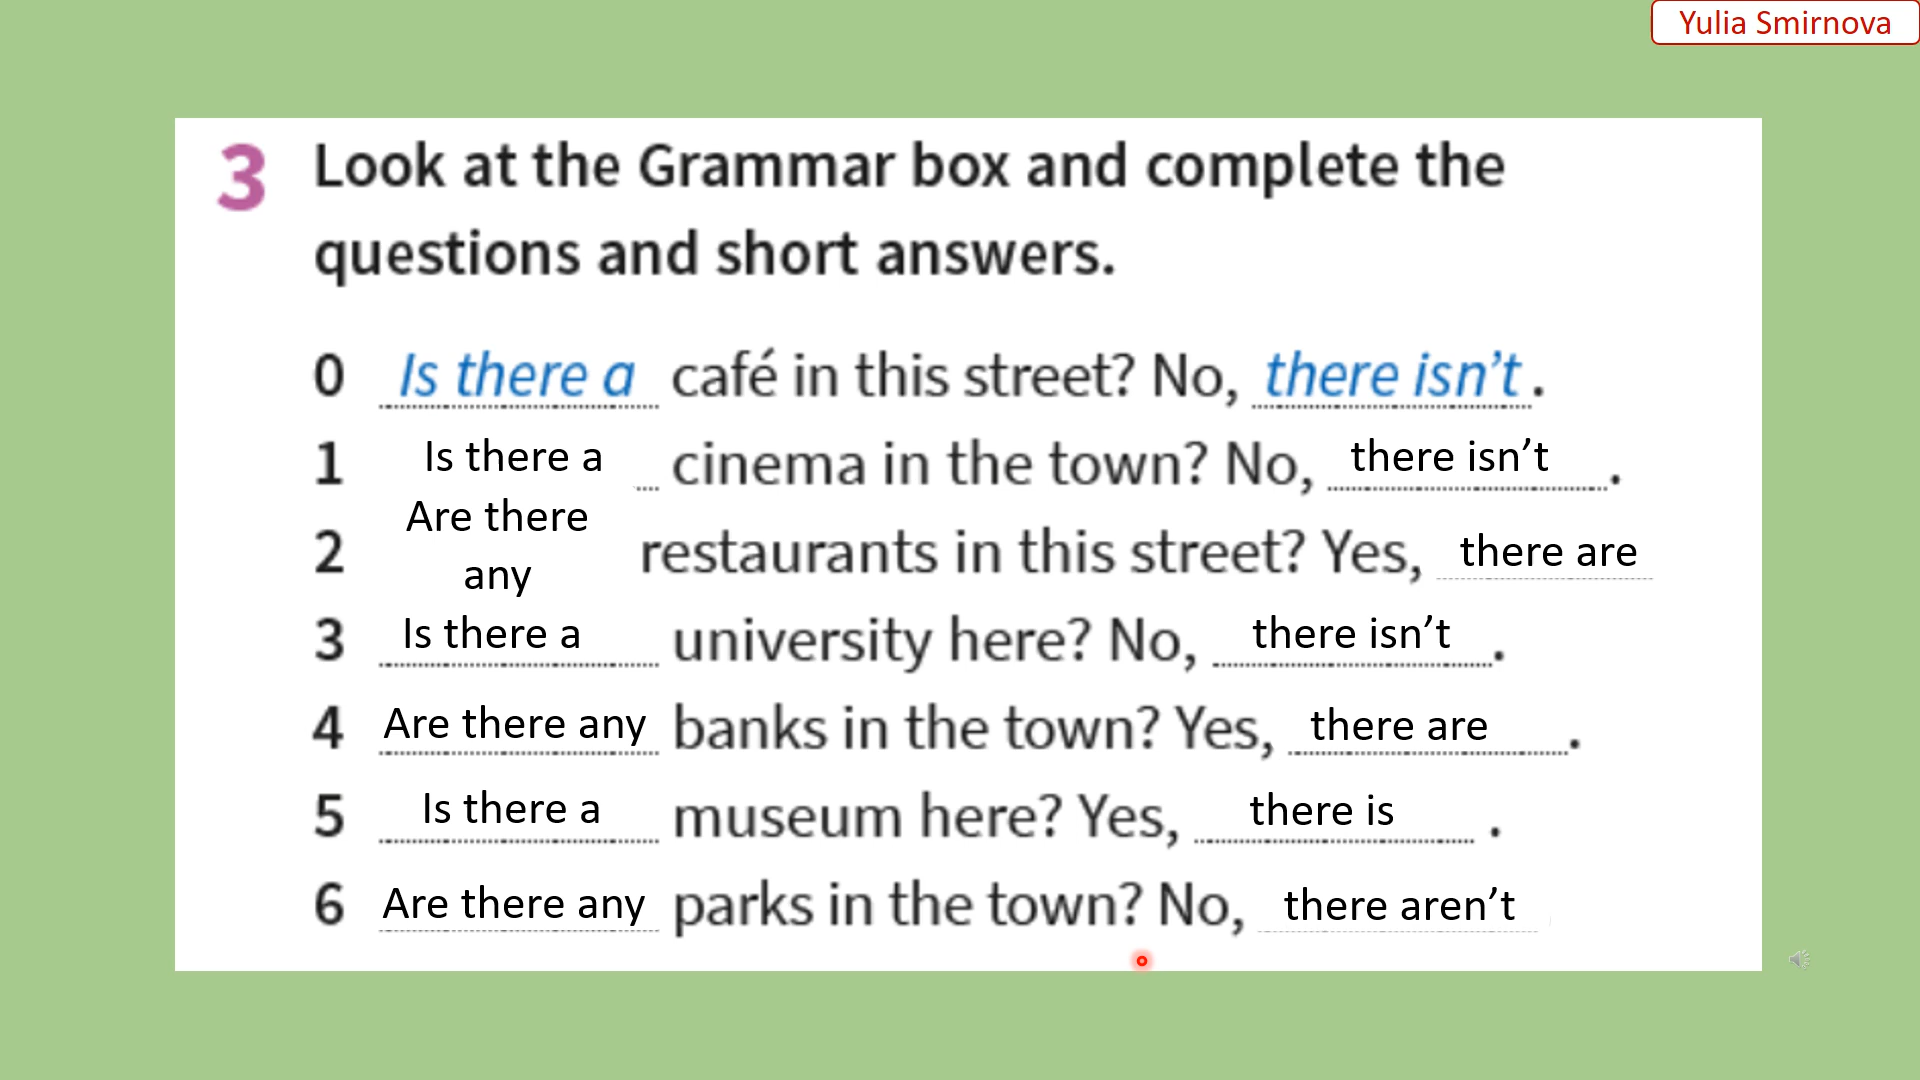 Yulia Smirnova
3 Look at the Grammar box and complete the
questions and short answers.
0 Is there a café in this street? No, there isn’t.
1 Is there a cinema in the town? No, there isn’t.
2 Are there any restaurants in this street? Yes, there are
3 Is there a university here? No, there isn’t.
4 Are there any banks in the town? Yes, there are.
5 Is there a museum here? Yes, there is.
6 Are there any parks in the town? No, there aren’t